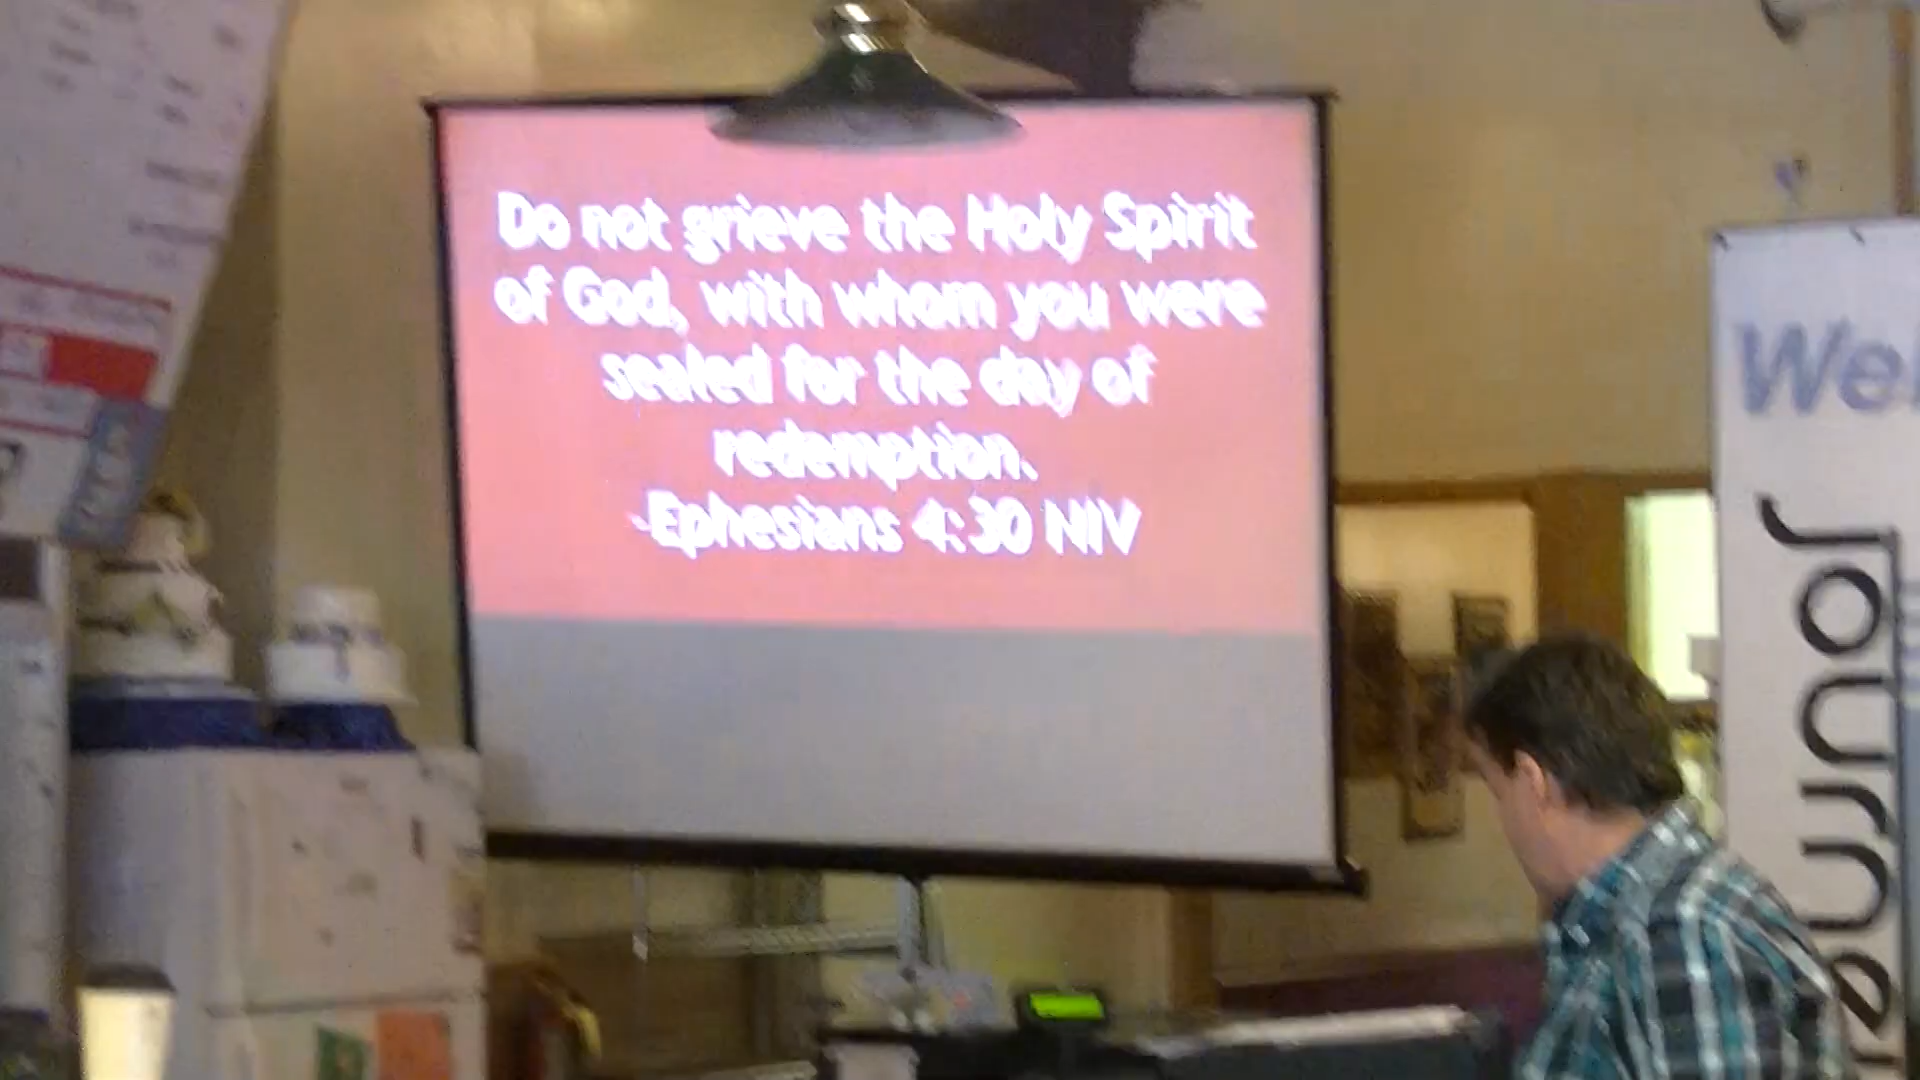 Do not grieve the Holy Spirit
of God, with whom you were
sealed for the day of
redemption.
-Ephesians 4:30 NIV
Wel
Journe